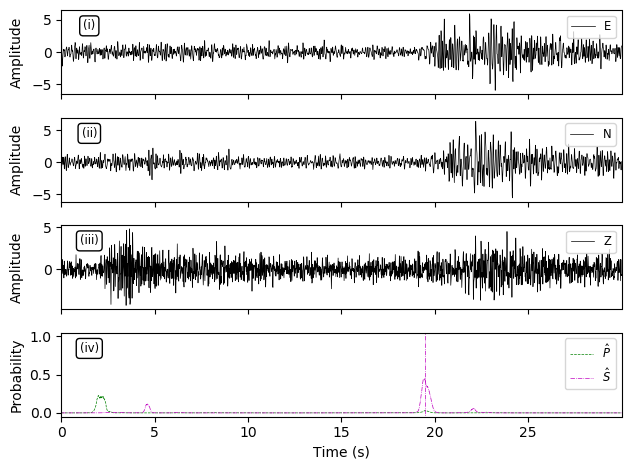 (i)
E
Amplitude
5
0
−5
(ii)
N
Amplitude
5
0
−5
(iii)
Z
Amplitude
5
0
(iv)
P̂
Ŝ
Probability
1.0
0.5
0.0
0 5 10 15 20 25
Time (s)